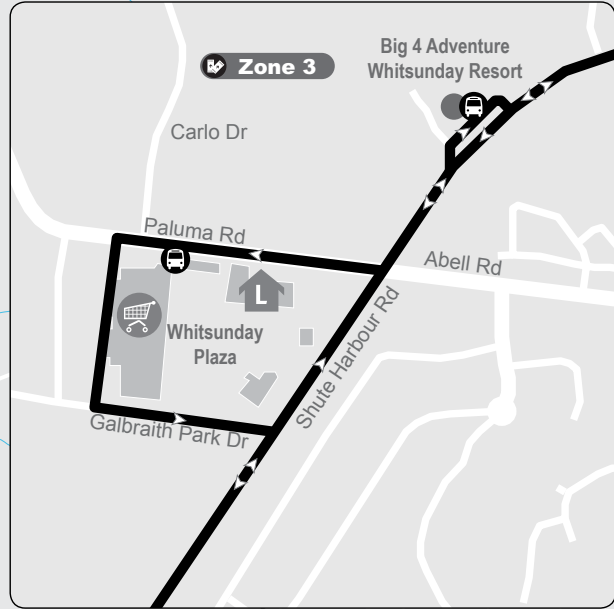 Big 4 Adventure
Whitsunday Resort
Zone 3
Carlo Dr
Paluma Rd
Abell Rd
L
Whitsunday
Plaza
Shute Harbour Rd
Galbraith Park Dr